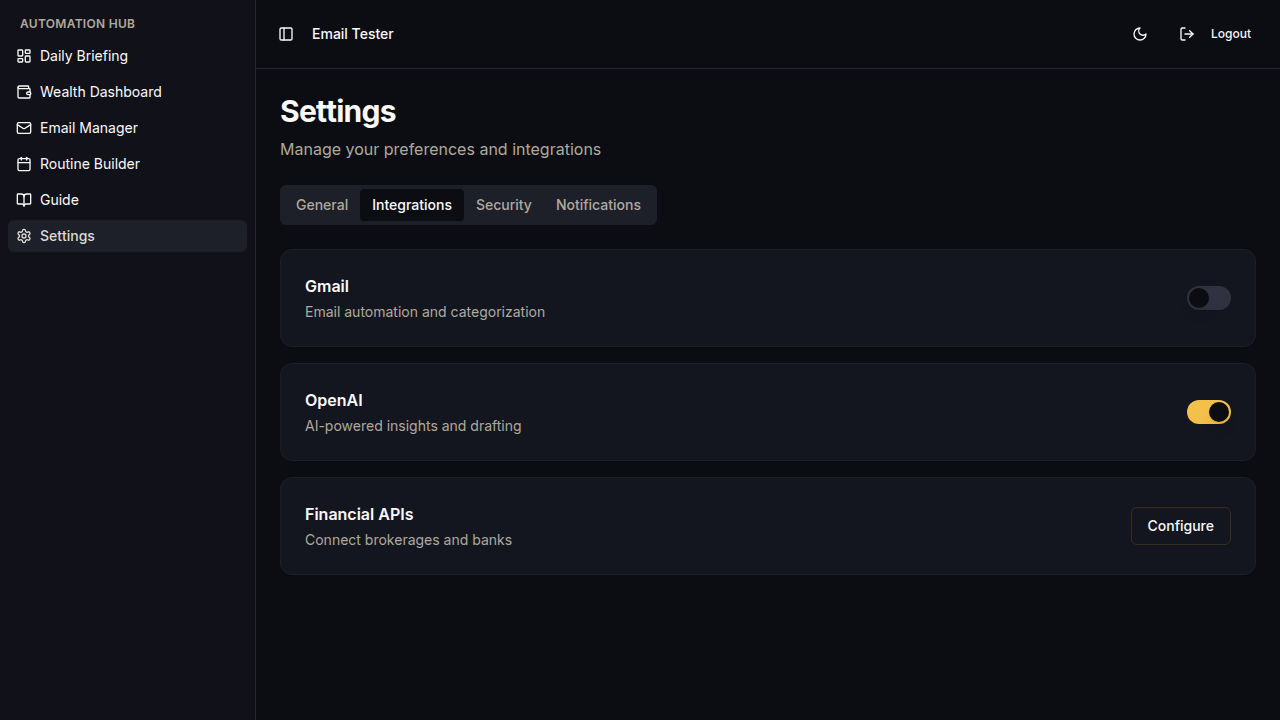 AUTOMATION HUB
Daily Briefing
Wealth Dashboard
Email Manager
Routine Builder
Guide
Settings
Email Tester
Logout
Settings
Manage your preferences and integrations
General Integrations Security Notifications
Gmail
Email automation and categorization
OpenAI
AI-powered insights and drafting
Financial APIs
Connect brokerages and banks
Configure